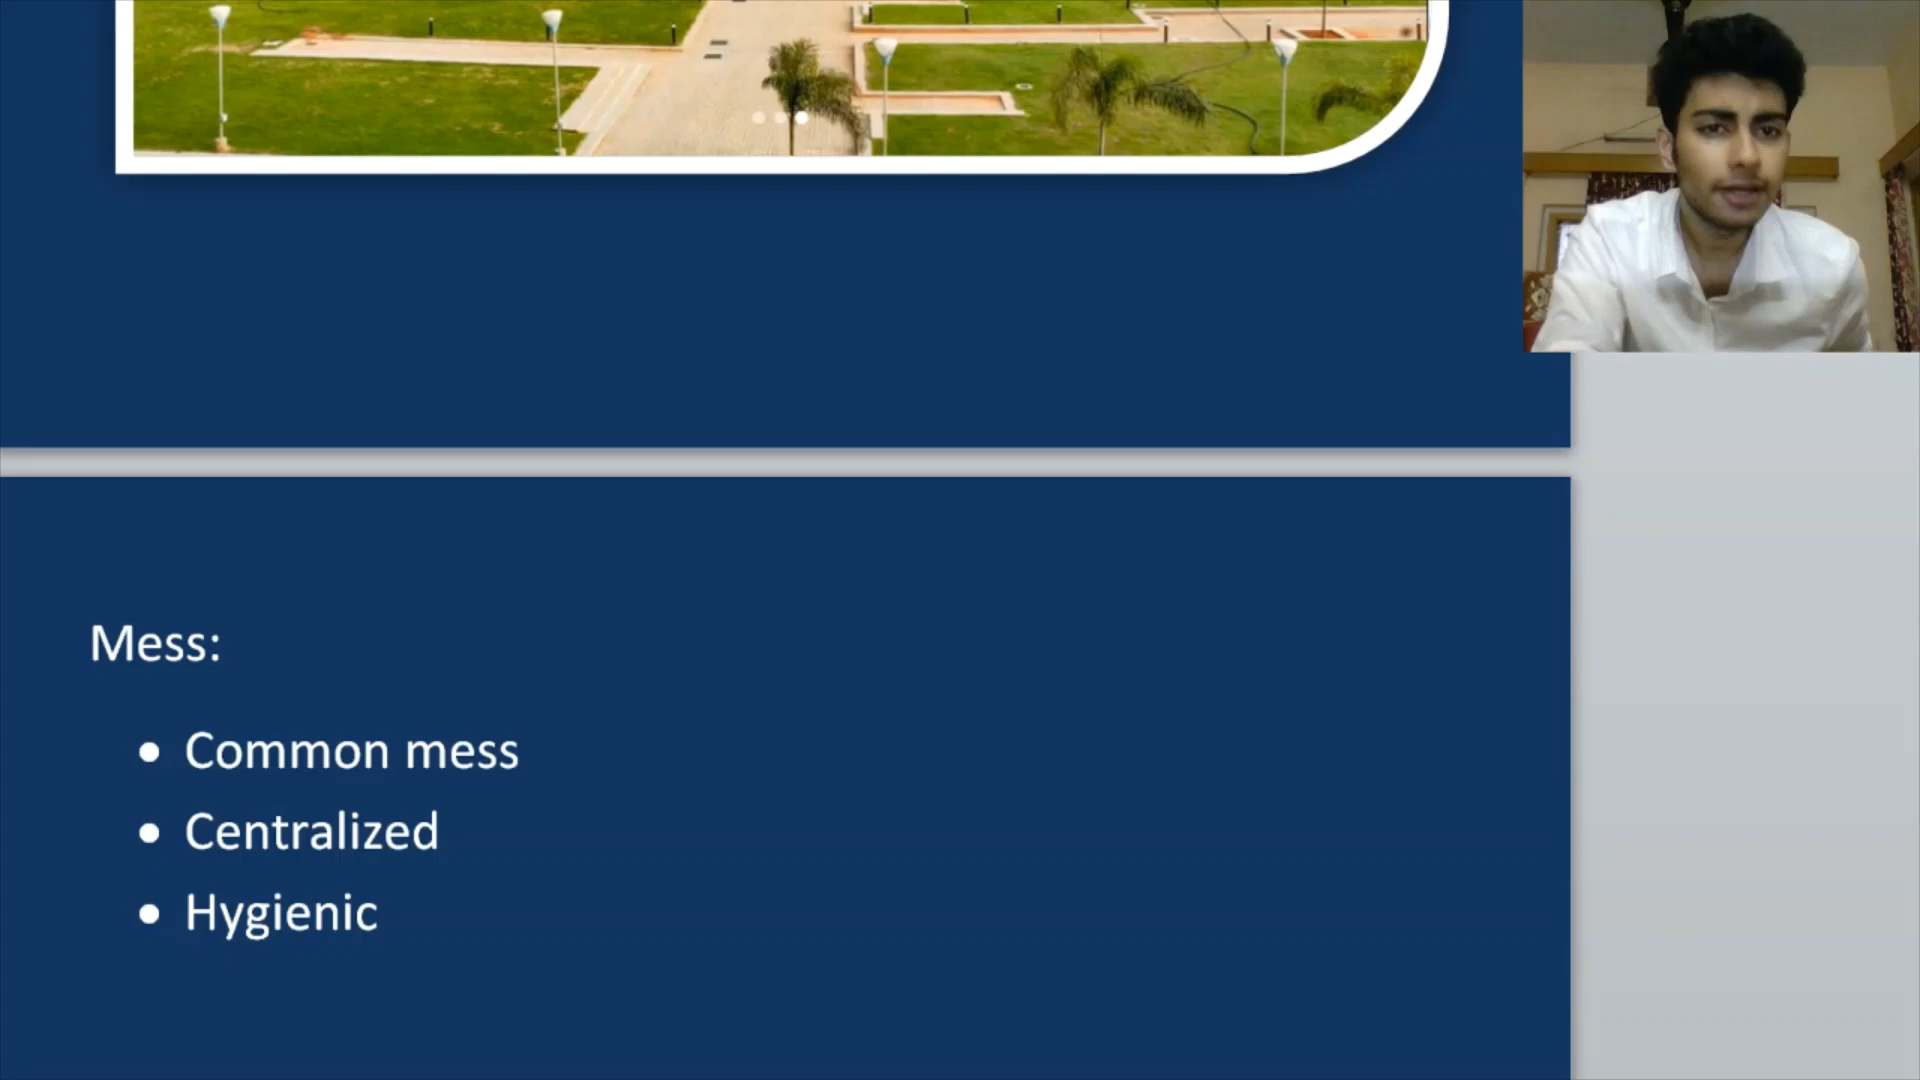 Mess:
• Common mess
• Centralized
• Hygienic